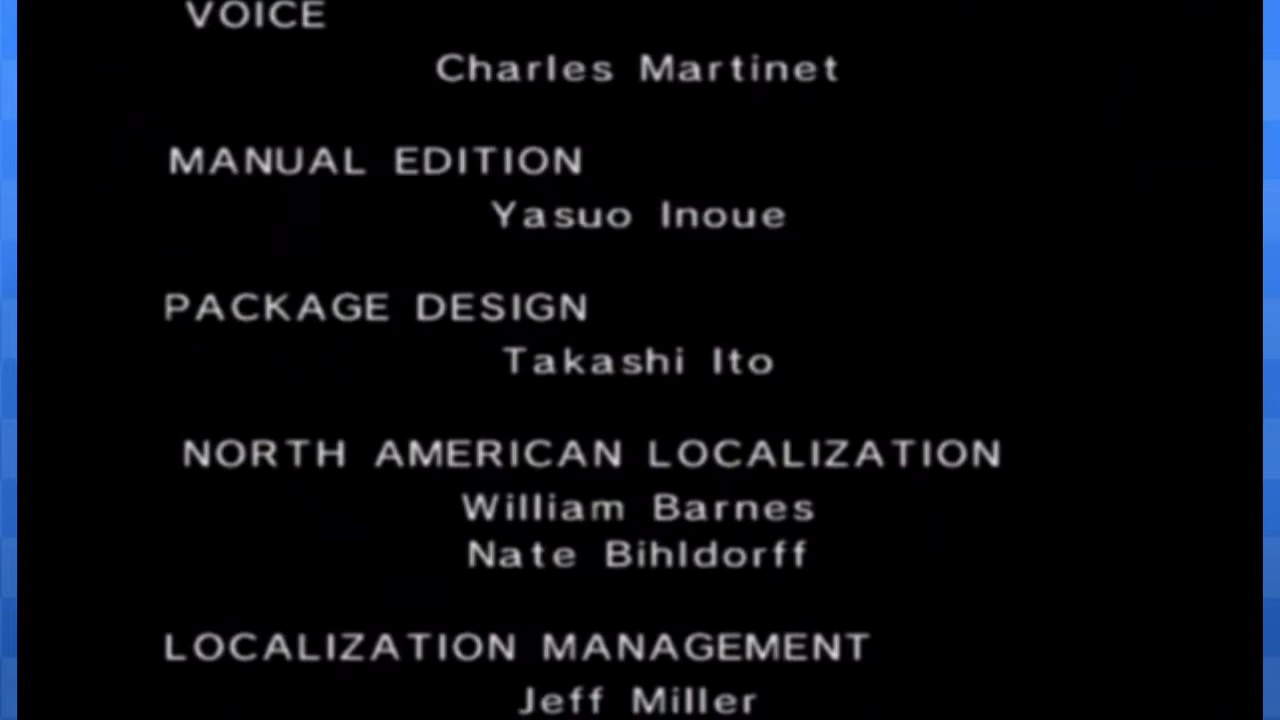 VOICE
Charles Martinet
MANUAL EDITION
Yasuo Inoue
PACKAGE DESIGN
Takashi Ito
NORTH AMERICAN LOCALIZATION
William Barnes
Nate Bihldorff
LOCALIZATION MANAGEMENT
Jeff Miller